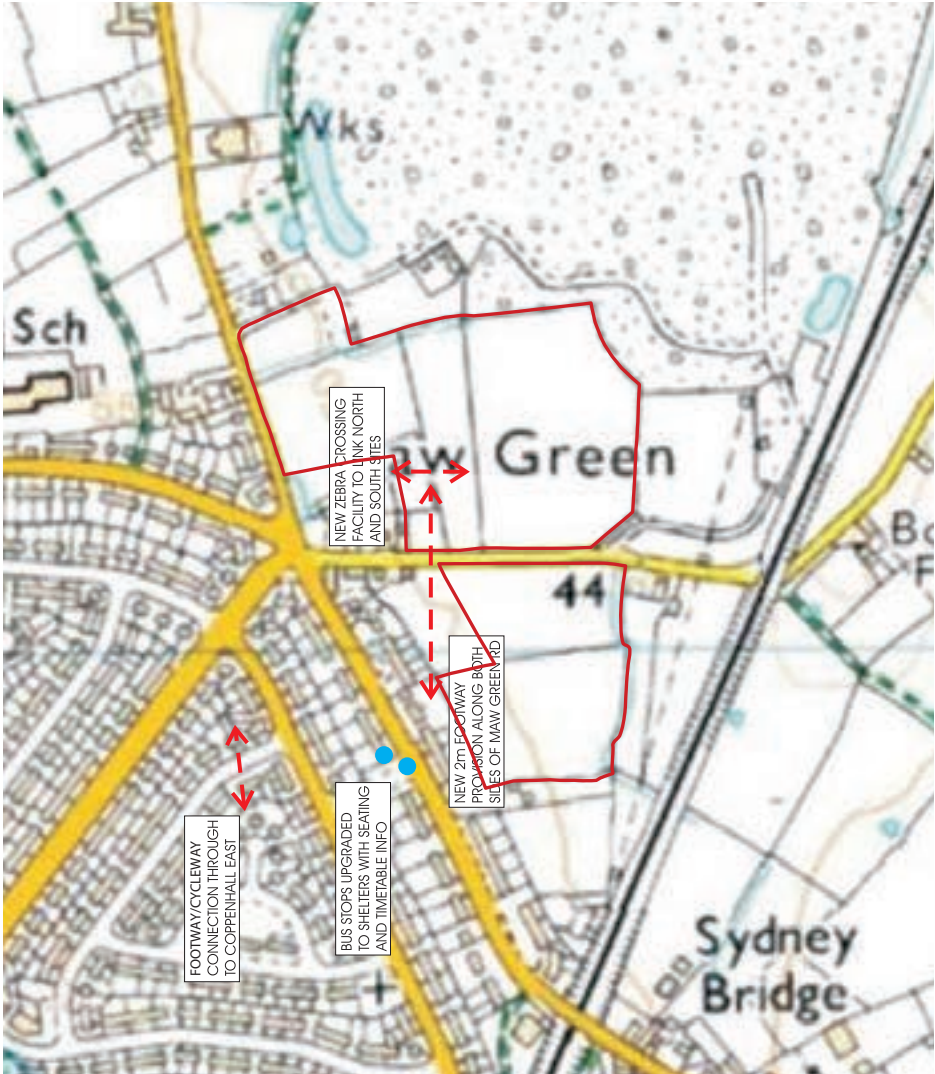 Wks
Sch
NEW ZEBRA CROSSING
FACILITY TO LINK NORTH
AND SOUTH SITES
aw Green
44
NEW 2m FOOTWAY
PROVISION ALONG BOTH
SIDES OF MAW GREEN RD
BUS STOPS UPGRADED
TO SHELTERS WITH SEATING
AND TIMETABLE INFO
FOOTWAY/CYCLEWAY
CONNECTION THROUGH
TO COPPENHALL EAST
Sydney
Bridge